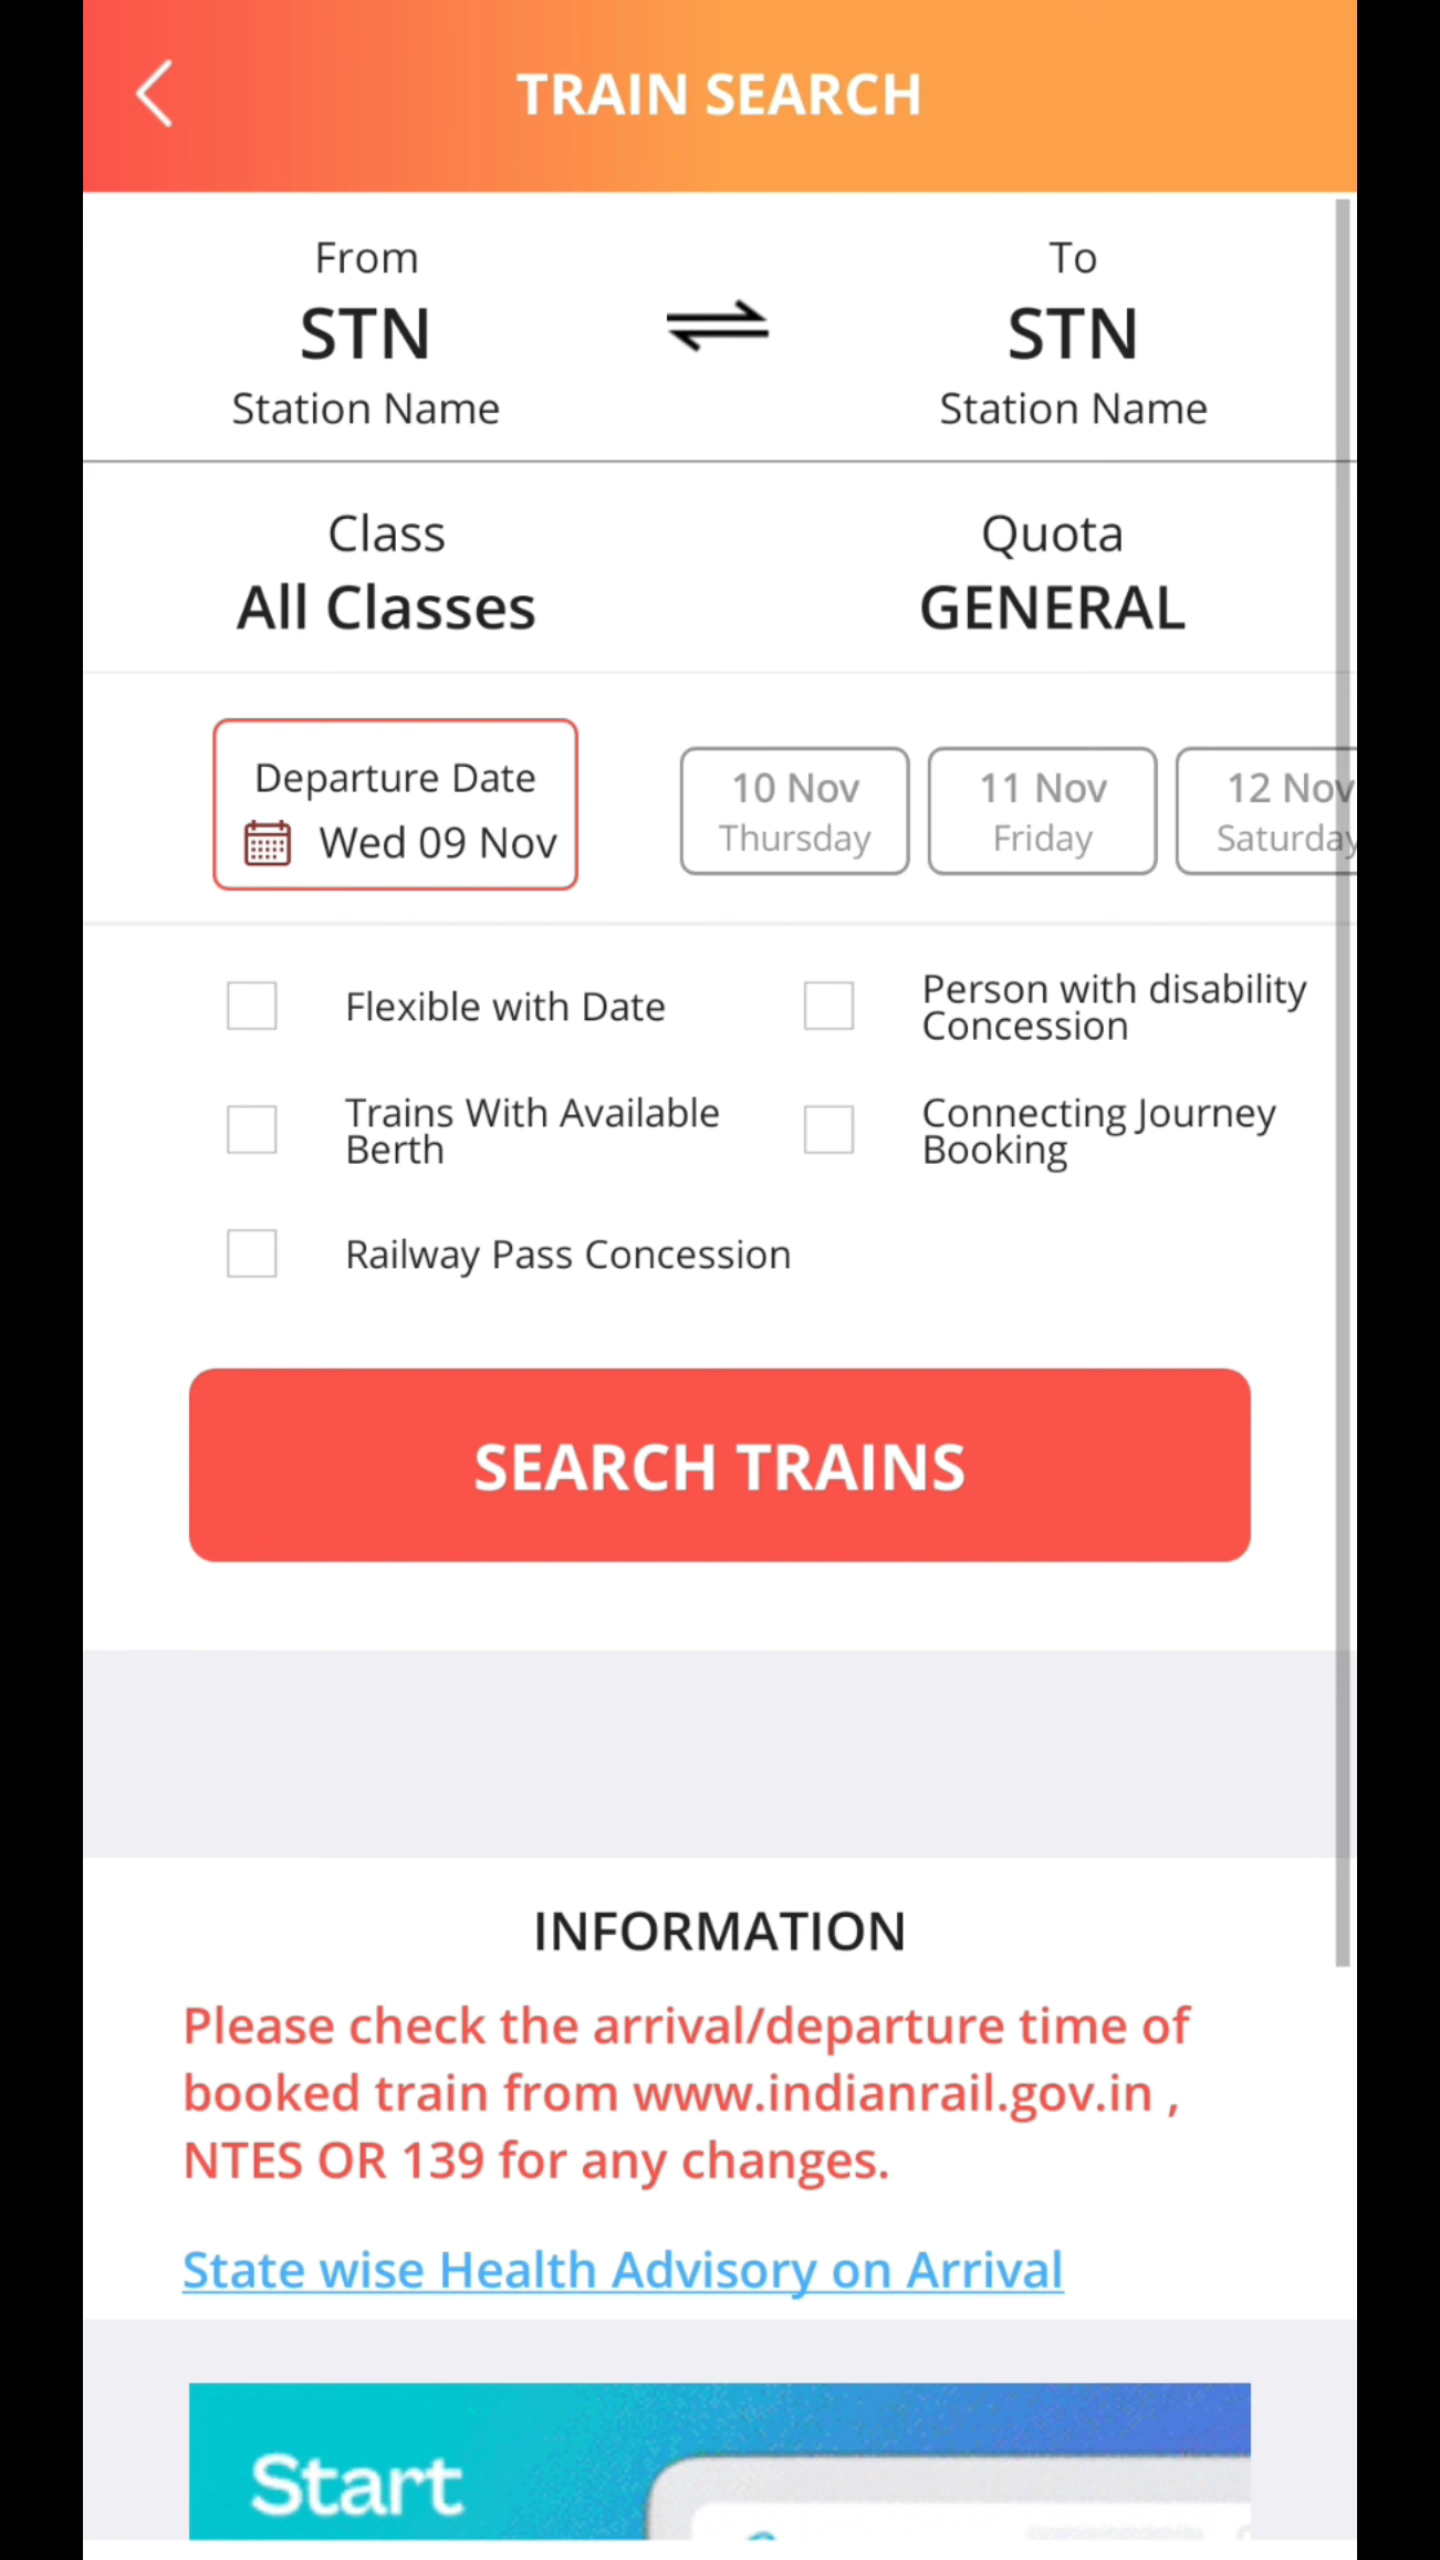 TRAIN SEARCH
From
To
STN
STN
Station Name
Station Name
Class
Quota
All Classes
GENERAL
Departure Date
Wed 09 Nov
10 Nov
Thursday
11 Nov
Friday
12 Nov
Saturday
Flexible with Date
Person with disability
Concession
Trains With Available
Berth
Connecting Journey
Booking
Railway Pass Concession
SEARCH TRAINS
INFORMATION
Please check the arrival/departure time of
booked train from www.indianrail.gov.in ,
NTES OR 139 for any changes.
State wise Health Advisory on Arrival
Start